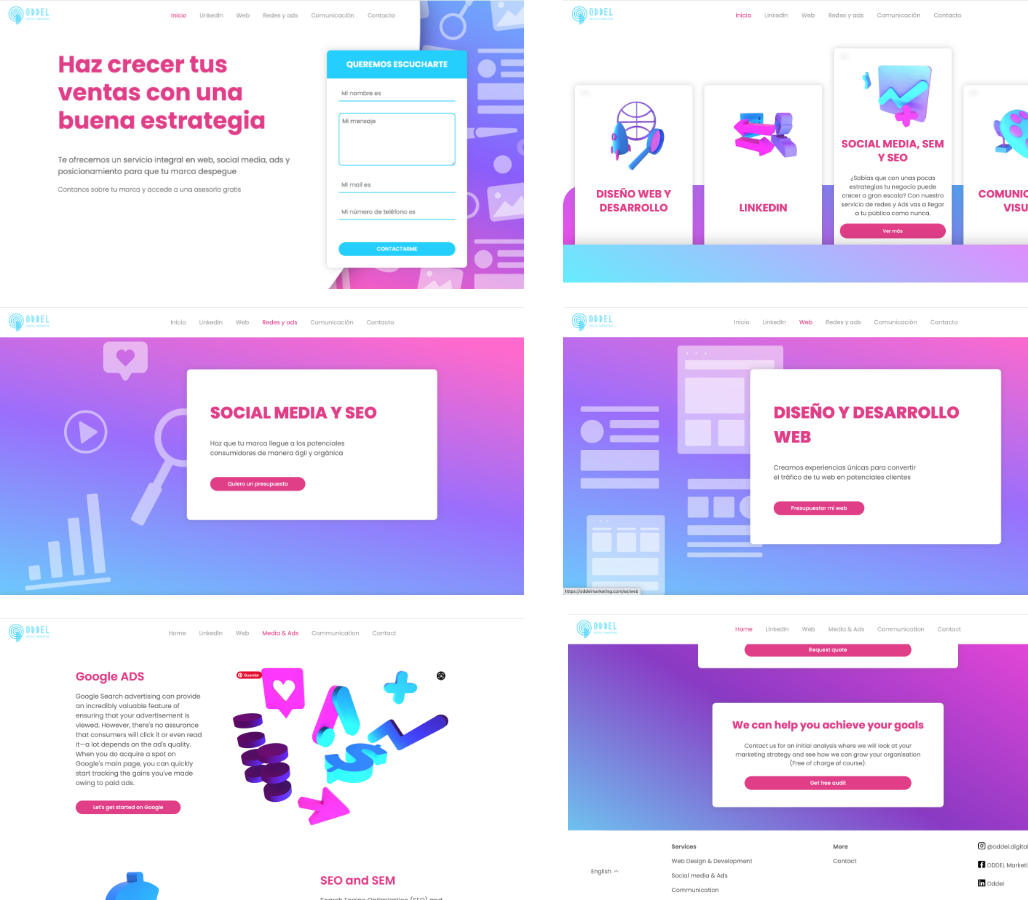 ODDEL
Inicio LinkedIn Web Redes y ads Comunicación Contacto
Haz crecer tus
ventas con una
buena estrategia
Te ofrecemos un servicio integral en web, social media, ads y
posicionamiento para que tu marca despegue
Contanos sobre tu marca y accede a una asesoría gratis
QUEREMOS ESCUCHARTE
Mi nombre es
Mi mensaje
Mi mail es
Mi número de teléfono es
CONTACTARME
ODDEL
Inicio LinkedIn Web Redes y ads Comunicación Contacto
DISEÑO WEB Y
DESARROLLO
LINKEDIN
SOCIAL MEDIA, SEM
Y SEO
¿Sabías que con unas pocas
estrategias tu negocio puede
crecer a gran escala? Con nuestro
servicio de redes y Ads vas a llegar
a tu público como nunca.
Ver más
COMUNIC
VISU
ODDEL
Inicio LinkedIn Web Redes y ads Comunicación Contacto
SOCIAL MEDIA Y SEO
Haz que tu marca llegue a los potenciales
consumidores de manera ágil y orgánica
Quiero un presupuesto
ODDEL
Inicio LinkedIn Web Redes y ads Comunicación Contacto
DISEÑO Y DESARROLLO
WEB
Creamos experiencias únicas para convertir
el tráfico de tu web en potenciales clientes
Presupuestar mi web
https://oddelmarketing.com/es/web
ODDEL
Home LinkedIn Web Media & Ads Communication Contact
Google ADS
Google Search advertising can provide
an incredibly valuable feature of
ensuring that your advertisement is
viewed. However, there's no assurance
that consumers will click it or even read
it—a lot depends on the ad's quality.
When you do acquire a spot on
Google's main page, you can quickly
start tracking the gains you've made
owing to paid ads.
Let's get started on Google
Guardar
SEO and SEM
Search Engine Optimization (SEO) and
ODDEL
Home LinkedIn Web Media & Ads Communication Contact
Request quote
We can help you achieve your goals
Contact us for an initial analysis where we will look at your
marketing strategy and see how we can grow your organisation
(Free of charge of course).
Get free audit
English
Services
Web Design & Development
Social media & Ads
Communication
More
Contact
@oddel.digital
ODDEL Marketi
Oddel